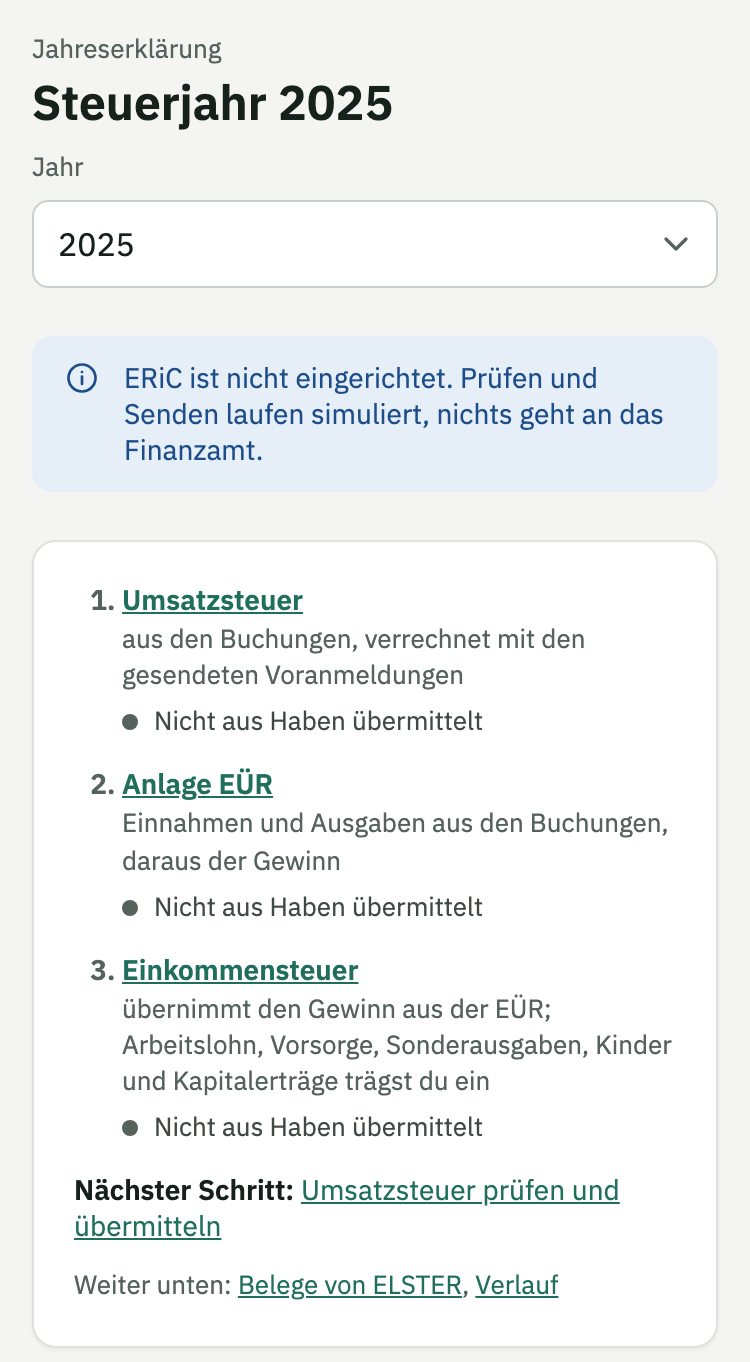 Jahreserklärung
Steuerjahr 2025
Jahr
2025
ERiC ist nicht eingerichtet. Prüfen und
Senden laufen simuliert, nichts geht an das
Finanzamt.
1. Umsatzsteuer
aus den Buchungen, verrechnet mit den
gesendeten Voranmeldungen
Nicht aus Haben übermittelt
2. Anlage EÜR
Einnahmen und Ausgaben aus den Buchungen,
daraus der Gewinn
Nicht aus Haben übermittelt
3. Einkommensteuer
übernimmt den Gewinn aus der EÜR;
Arbeitslohn, Vorsorge, Sonderausgaben, Kinder
und Kapitalerträge trägst du ein
Nicht aus Haben übermittelt
Nächster Schritt: Umsatzsteuer prüfen und
übermitteln
Weiter unten: Belege von ELSTER, Verlauf